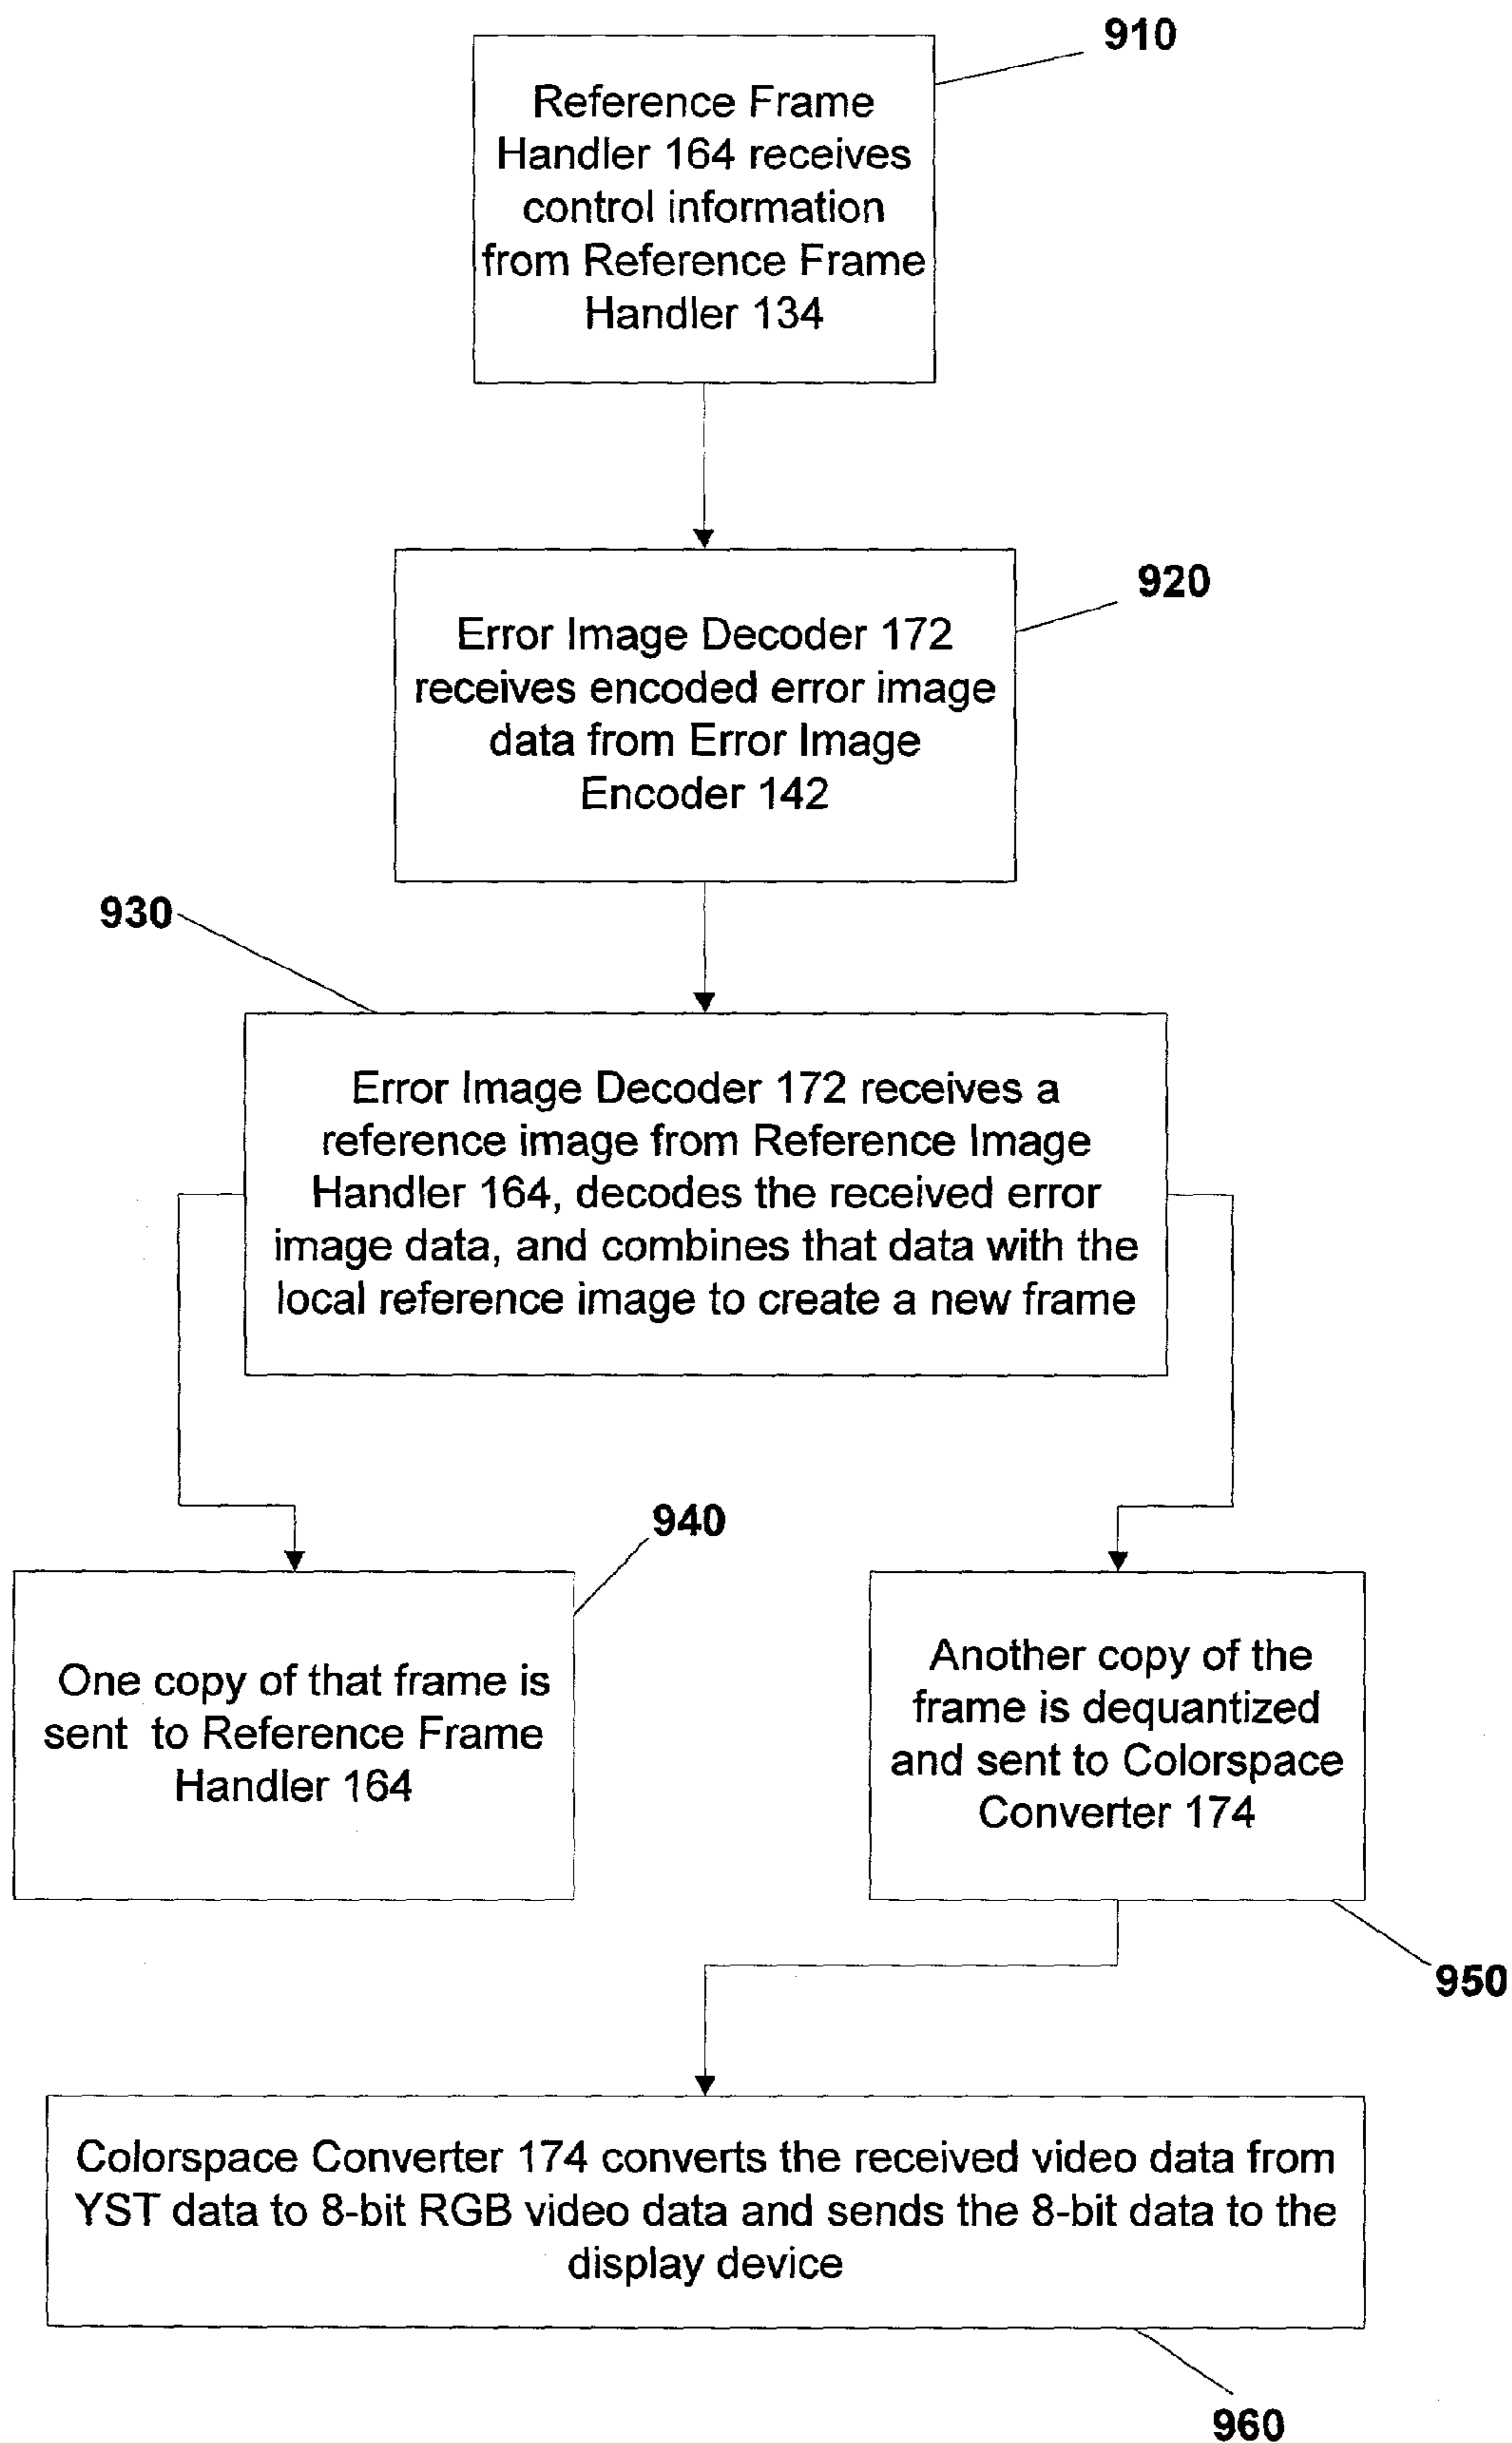 910
Reference Frame
Handler 164 receives
control information
from Reference Frame
Handler 134
920
Error Image Decoder 172
receives encoded error image
data from Error Image
Encoder 142
930
Error Image Decoder 172 receives a
reference image from Reference Image
Handler 164, decodes the received error
image data, and combines that data with the
local reference image to create a new frame
940
One copy of that frame is
sent to Reference Frame
Handler 164
Another copy of the
frame is dequantized
and sent to Colorspace
Converter 174
950
Colorspace Converter 174 converts the received video data from
YST data to 8-bit RGB video data and sends the 8-bit data to the
display device
960